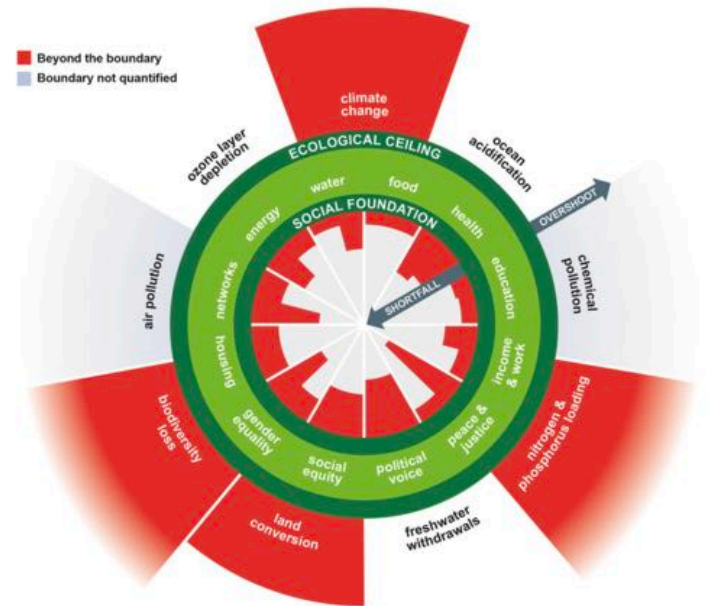 Beyond the boundary
Boundary not quantified
climate
change
ozone layer
depletion
ocean
acidification
ECOLOGICAL CEILING
OVERSHOOT
water
food
energy
health
SOCIAL FOUNDATION
air pollution
networks
education
chemical
pollution
SHORTFALL
housing
income
& work
biodiversity
loss
gender
equality
peace &
justice
nitrogen &
phosphorus loading
social
equity
political
voice
land
conversion
freshwater
withdrawals